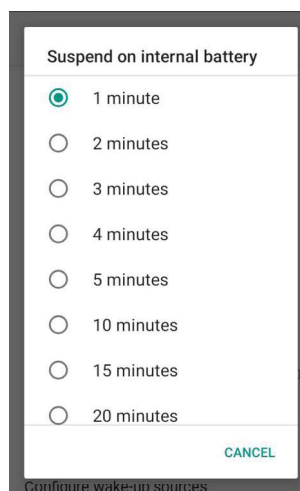 Suspend on internal battery
1 minute
2 minutes
3 minutes
4 minutes
5 minutes
10 minutes
15 minutes
20 minutes
CANCEL
Configure wake-up sources